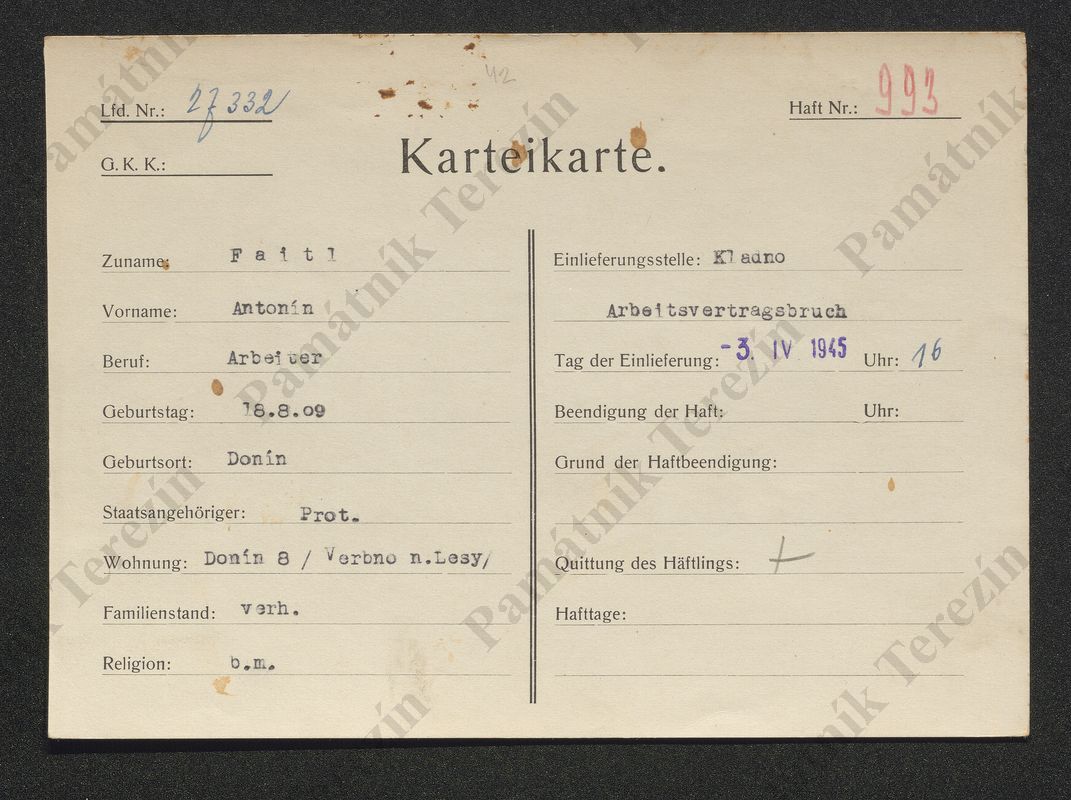 42
Lfd. Nr.: 27332
Haft Nr.: 993
G. K. K.:
Karteikarte.
Zuname: Faitl
Vorname: Antonín
Beruf: Arbeiter
Geburtstag: 18.8.09
Geburtsort: Donín
Staatsangehöriger: Prot.
Wohnung: Donín 8 / Verbno n.Lesy/
Familienstand: verh.
Religion: b.m.
Einlieferungsstelle: Kladno
Arbeitsvertragsbruch
Tag der Einlieferung: -3. IV 1945 Uhr: 16
Beendigung der Haft: Uhr:
Grund der Haftbeendigung:
Quittung des Häftlings: +
Hafttage:
Památník Terezín